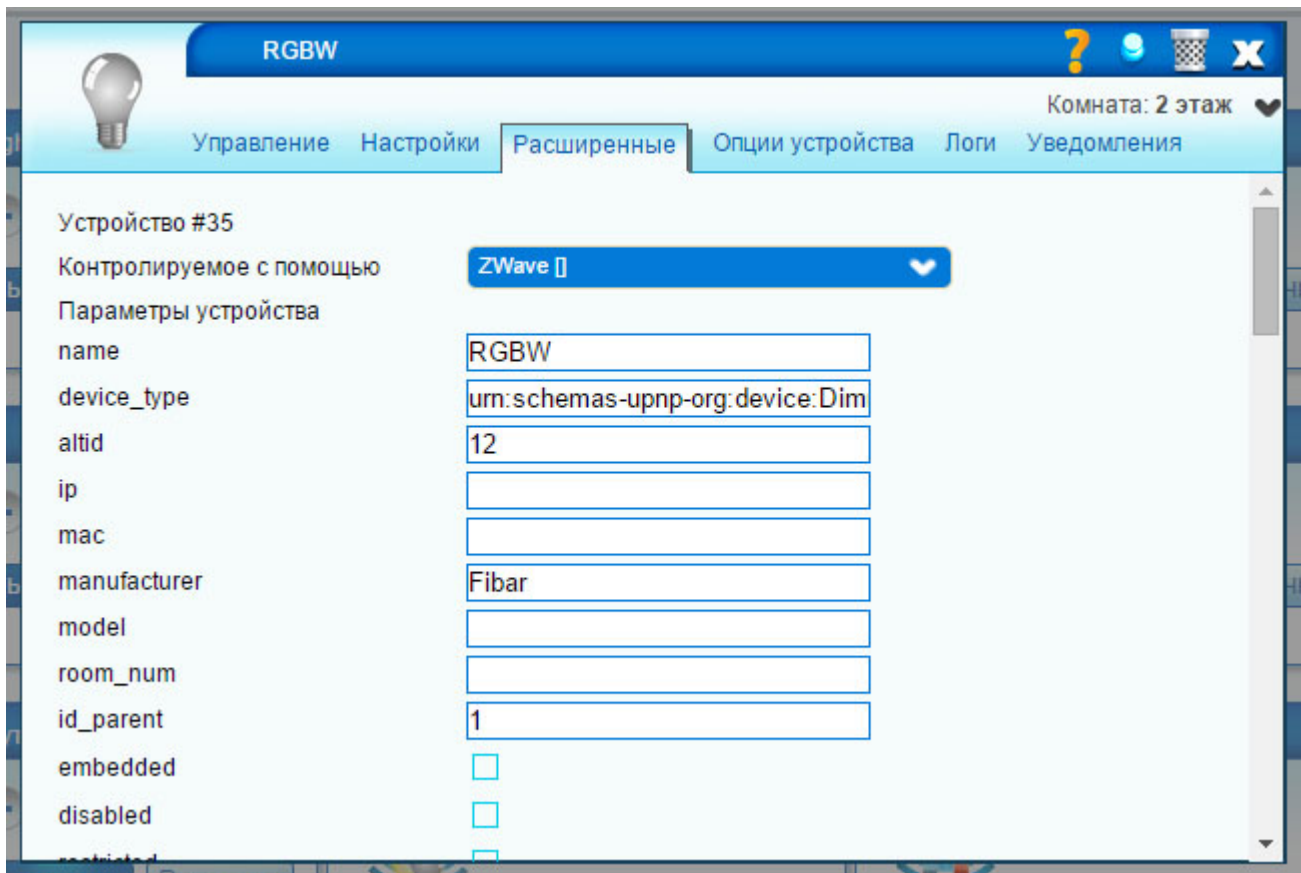 RGBW
Комната: 2 этаж
Управление Настройки Расширенные Опции устройства Логи Уведомления
Устройство #35
Контролируемое с помощью ZWave []
Параметры устройства
name RGBW
device_type urn:schemas-upnp-org:device:Dim
altid 12
ip
mac
manufacturer Fibar
model
room_num
id_parent 1
embedded
disabled